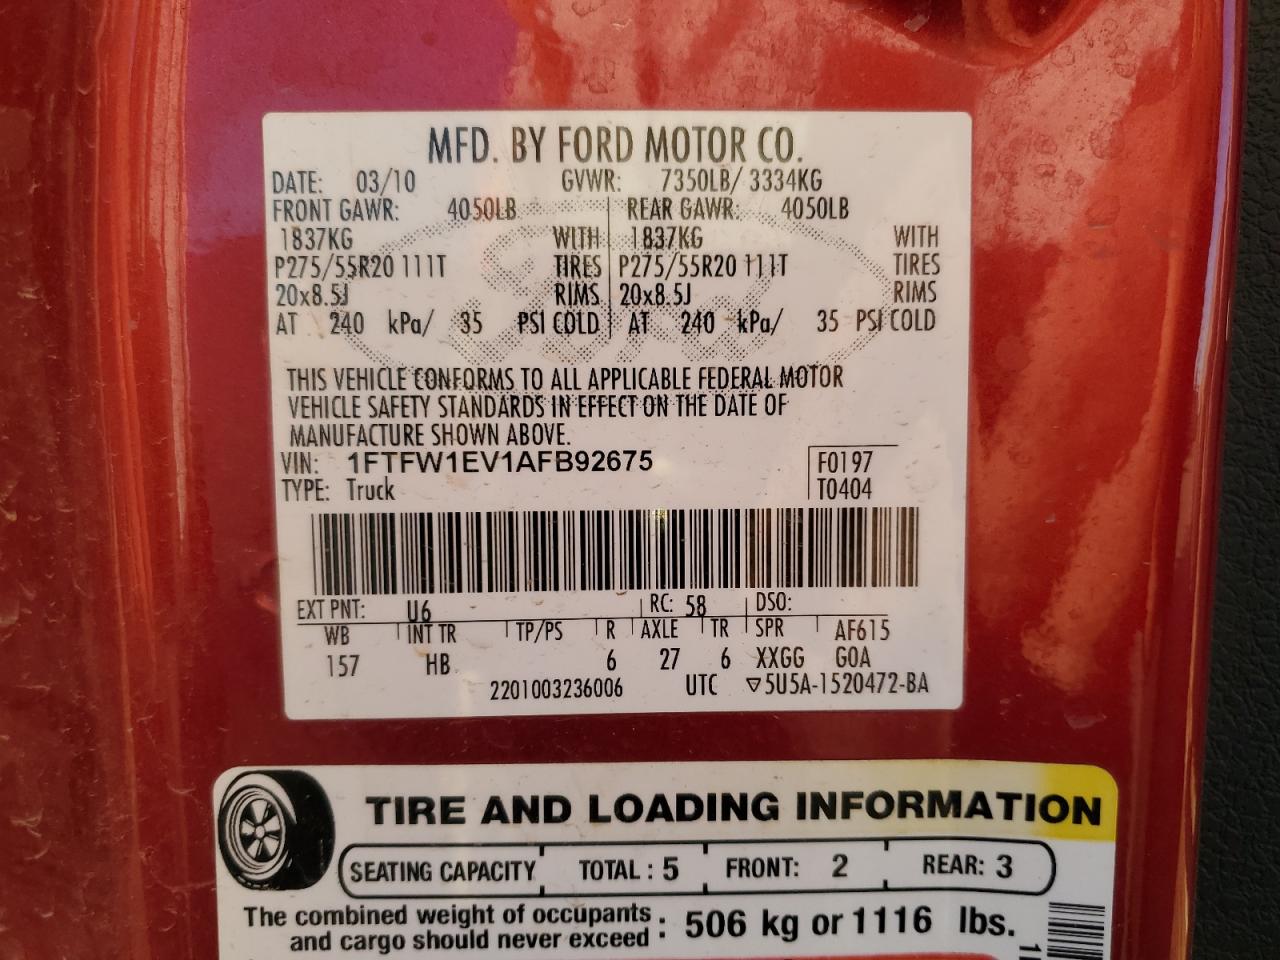 MFD. BY FORD MOTOR CO.
DATE: 03/10 GVWR: 7350LB/ 3334KG
FRONT GAWR: 4050LB REAR GAWR: 4050LB
1837KG WITH 1837KG WITH
P275/55R20 111T TIRES P275/55R20 111T TIRES
20x8.5J RIMS 20x8.5J RIMS
AT 240 kPa/ 35 PSI COLD AT 240 kPa/ 35 PSI COLD
THIS VEHICLE CONFORMS TO ALL APPLICABLE FEDERAL MOTOR
VEHICLE SAFETY STANDARDS IN EFFECT ON THE DATE OF
MANUFACTURE SHOWN ABOVE.
VIN: 1FTFW1EV1AFB92675 F0197
TYPE: Truck T0404
EXT PNT: U6 RC: 58 DSO:
WB INT TR TP/PS R AXLE TR SPR AF615
157 HB 6 27 6 XXGG G0A
2201003236006 UTC ▽5U5A-1520472-BA
TIRE AND LOADING INFORMATION
SEATING CAPACITY TOTAL : 5 FRONT: 2 REAR: 3
The combined weight of occupants
and cargo should never exceed : 506 kg or 1116 lbs.